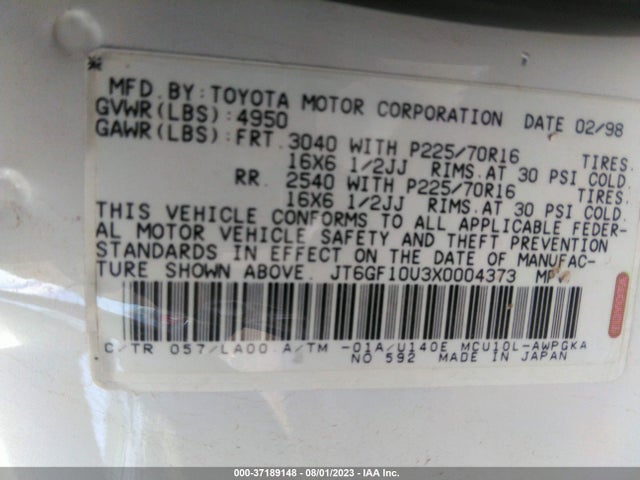 MFD. BY: TOYOTA MOTOR CORPORATION DATE 02/98
GVWR(LBS): 4950
GAWR(LBS): FRT. 3040 WITH P225/70R16 TIRES.
16X6 1/2JJ RIMS. AT 30 PSI COLD.
RR. 2540 WITH P225/70R16 TIRES.
16X6 1/2JJ RIMS. AT 30 PSI COLD.
THIS VEHICLE CONFORMS TO ALL APPLICABLE FEDER-
AL MOTOR VEHICLE SAFETY AND THEFT PREVENTION
STANDARDS IN EFFECT ON THE DATE OF MANUFAC-
TURE SHOWN ABOVE. JT6GF10U3X0004373 MPV
C/TR 057/LA00 A/TM -01A/U140E MCU10L-AWPGKA
NO 592 MADE IN JAPAN
000-37189148 - 08/01/2023 - IAA Inc.